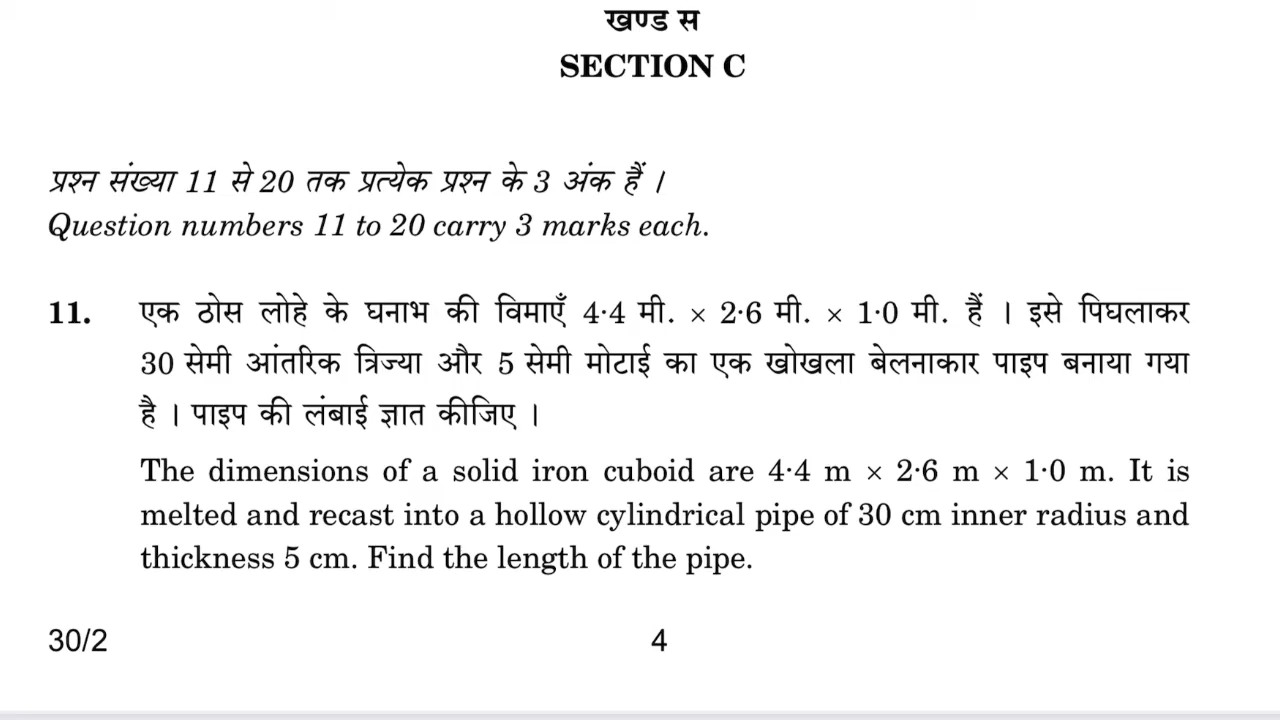 खण्ड स
SECTION C
प्रश्न संख्या 11 से 20 तक प्रत्येक प्रश्न के 3 अंक हैं ।
Question numbers 11 to 20 carry 3 marks each.
11. एक ठोस लोहे के घनाभ की विमाएँ 4·4 मी. × 2·6 मी. × 1·0 मी. हैं । इसे पिघलाकर
30 सेमी आंतरिक त्रिज्या और 5 सेमी मोटाई का एक खोखला बेलनाकार पाइप बनाया गया
है । पाइप की लंबाई ज्ञात कीजिए ।
The dimensions of a solid iron cuboid are 4·4 m × 2·6 m × 1·0 m. It is
melted and recast into a hollow cylindrical pipe of 30 cm inner radius and
thickness 5 cm. Find the length of the pipe.
30/2 4